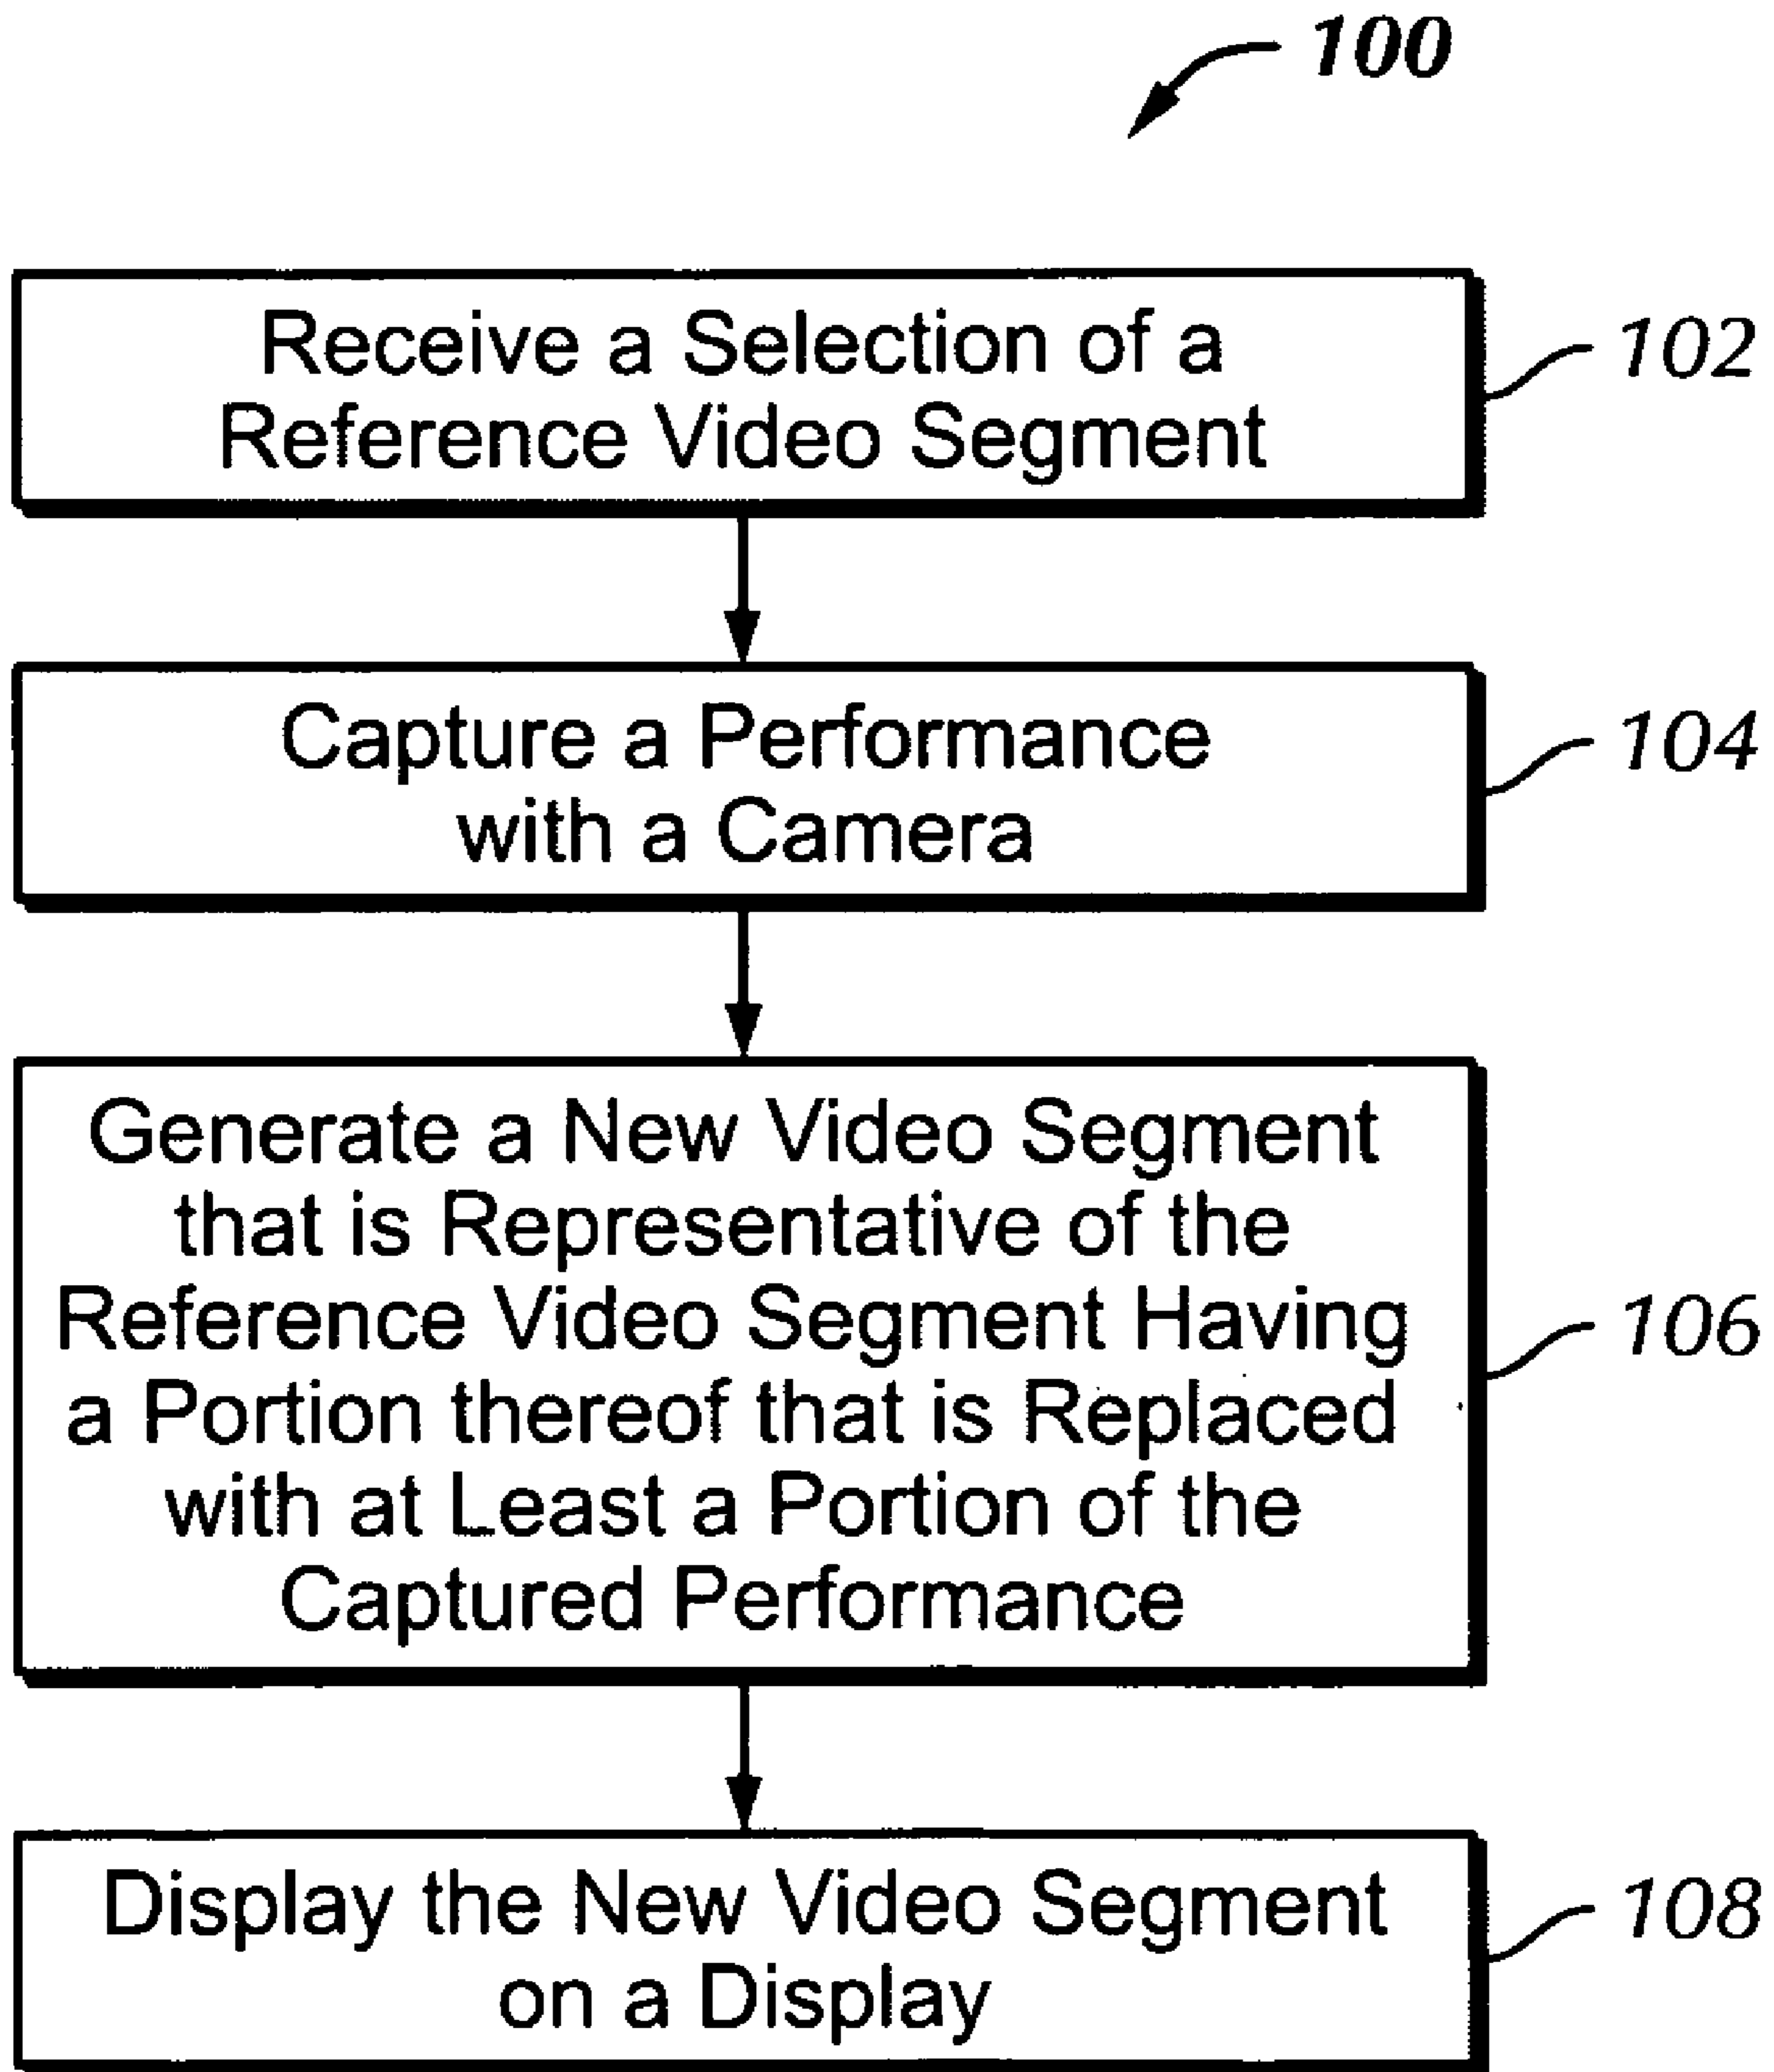 100
Receive a Selection of a
Reference Video Segment
102
Capture a Performance
with a Camera
104
Generate a New Video Segment
that is Representative of the
Reference Video Segment Having
a Portion thereof that is Replaced
with at Least a Portion of the
Captured Performance
106
Display the New Video Segment
on a Display
108